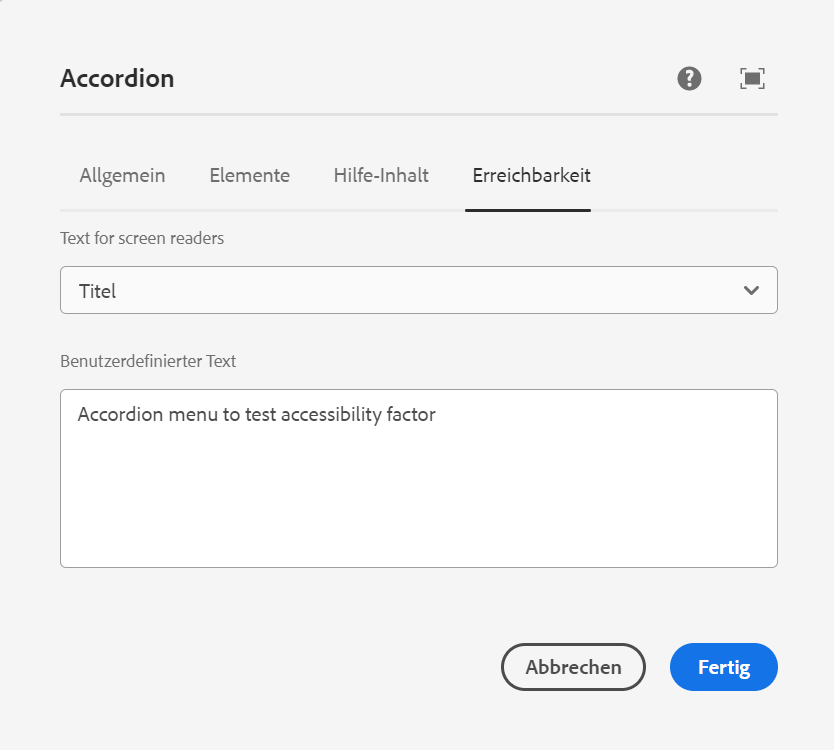 Accordion
Allgemein Elemente Hilfe-Inhalt Erreichbarkeit
Text for screen readers
Titel
Benutzerdefinierter Text
Accordion menu to test accessibility factor
Abbrechen Fertig